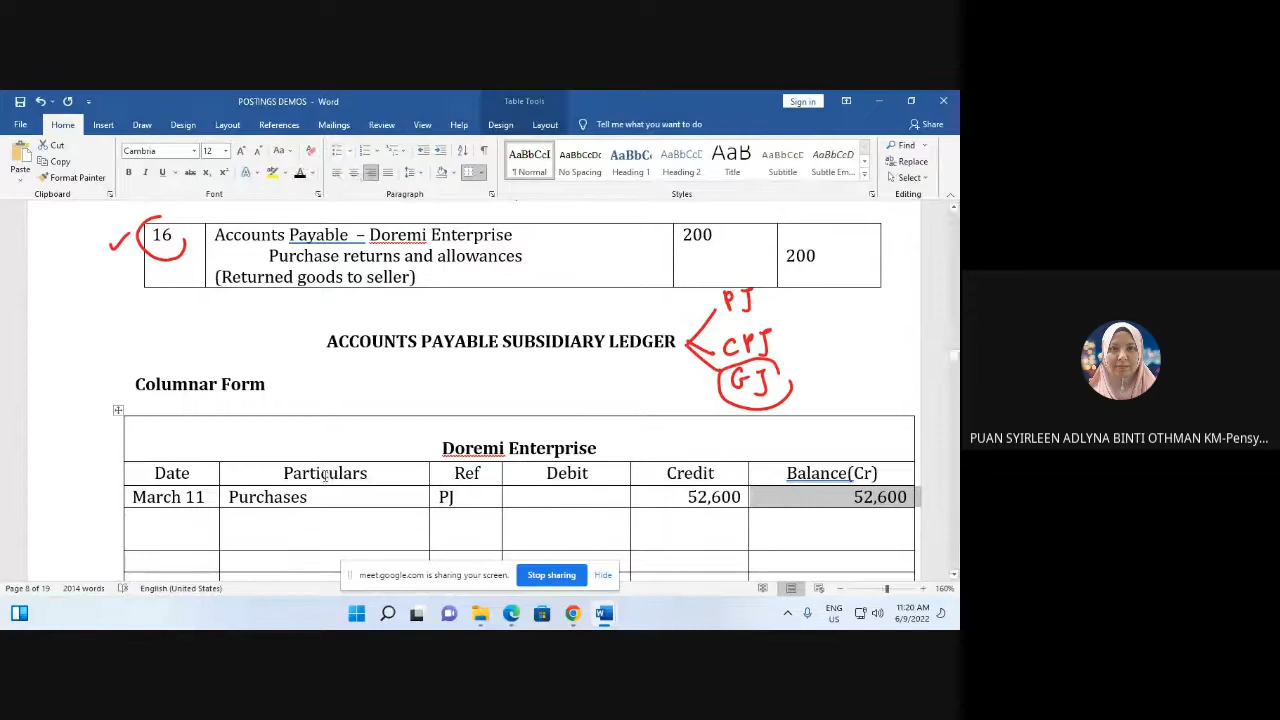 POSTINGS DEMOS - Word
Table Tools
Sign in
File Home Insert Draw Design Layout References Mailings Review View Help Design Layout Tell me what you want to do Share
Paste
Cut
Copy
Format Painter
Clipboard
Cambria 12
Font
Paragraph
AaBbCcI AaBbCcDc AaBbCc AaBbCcDd AaB AaBbCcD AaBbCcDd
¶ Normal No Spacing Heading 1 Heading 2 Title Subtitle Subtle Em...
Styles
Find
Replace
Select
Editing
16 Accounts Payable – Doremi Enterprise 200
Purchase returns and allowances 200
(Returned goods to seller)
PJ
ACCOUNTS PAYABLE SUBSIDIARY LEDGER
CPJ
GJ
Columnar Form
Doremi Enterprise
Date Particulars Ref Debit Credit Balance(Cr)
March 11 Purchases PJ 52,600 52,600
meet.google.com is sharing your screen. Stop sharing Hide
Page 8 of 19 2014 words English (United States) 160%
ENG
US
11:20 AM
6/9/2022
PUAN SYIRLEEN ADLYNA BINTI OTHMAN KM-Pensy...